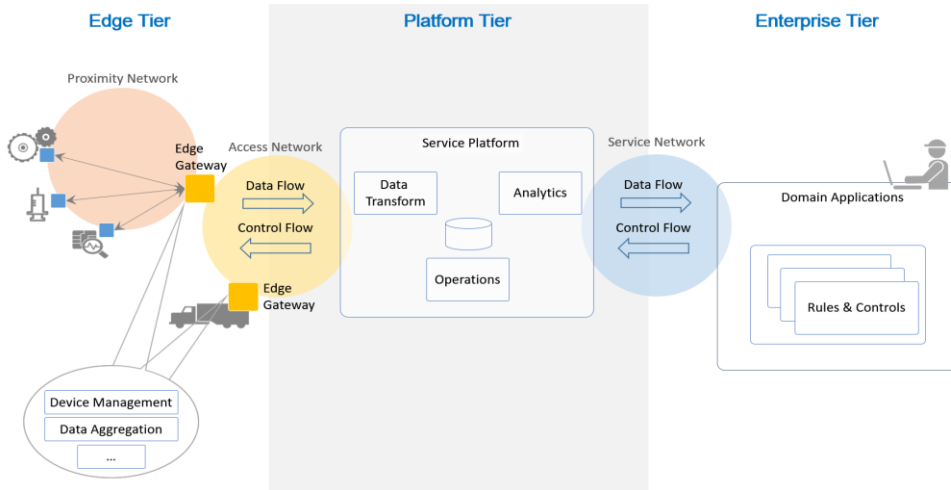 Edge Tier
Platform Tier
Enterprise Tier
Proximity Network
Edge
Gateway
Access Network
Data Flow
Control Flow
Edge
Gateway
Device Management
Data Aggregation
...
Service Platform
Data
Transform
Analytics
Operations
Service Network
Data Flow
Control Flow
Domain Applications
Rules & Controls